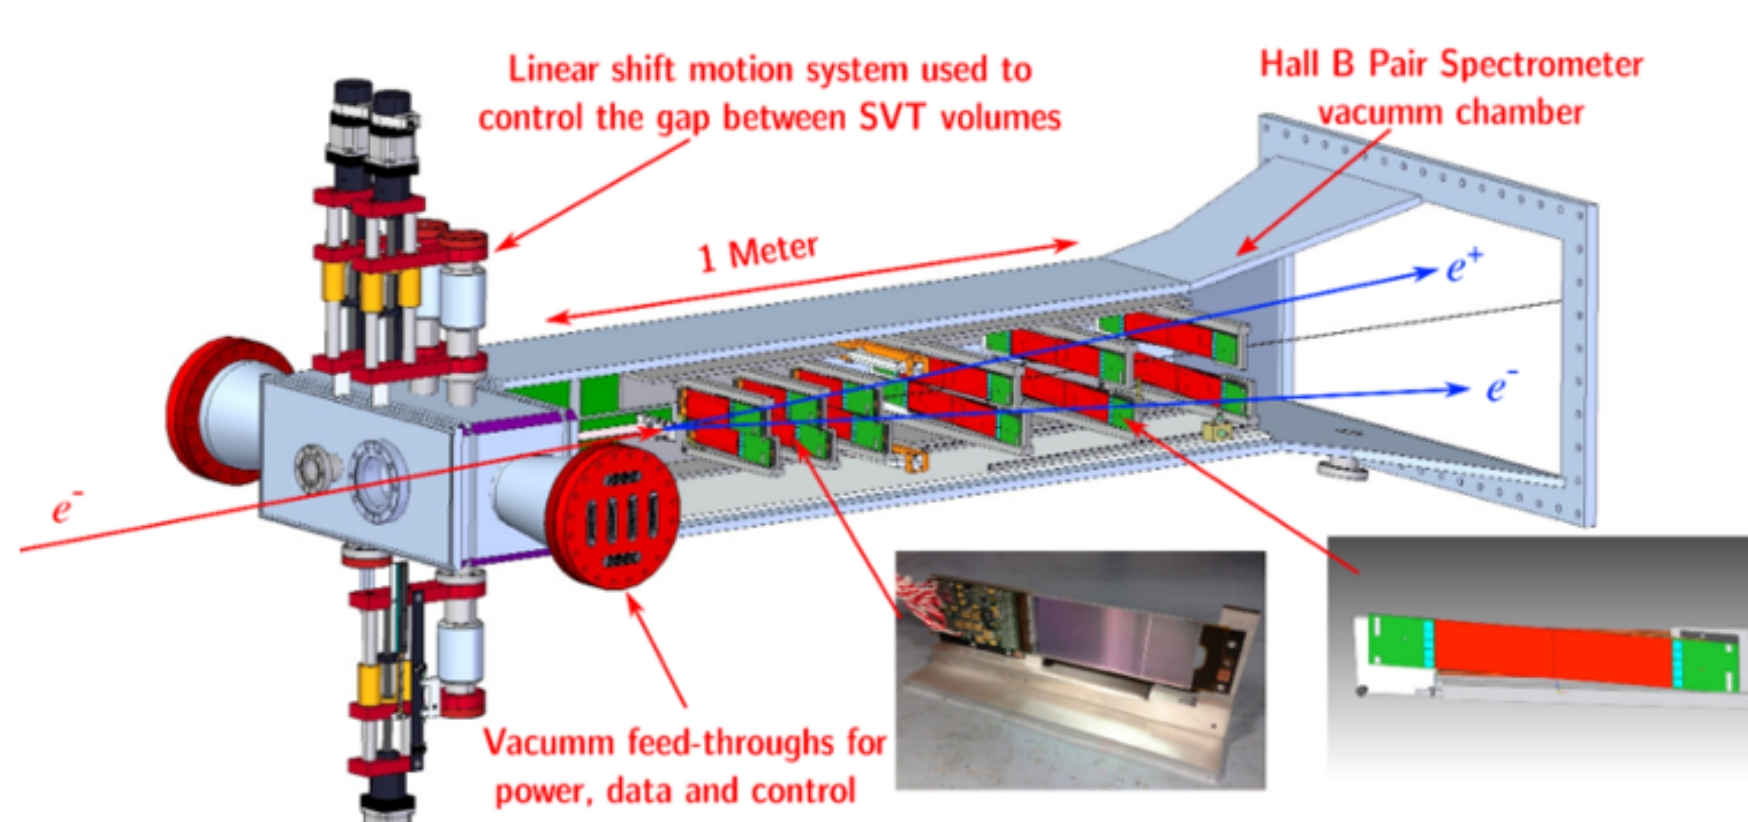 Linear shift motion system used to
control the gap between SVT volumes
Hall B Pair Spectrometer
vacumm chamber
1 Meter
e+
e-
e-
Vacumm feed-throughs for
power, data and control